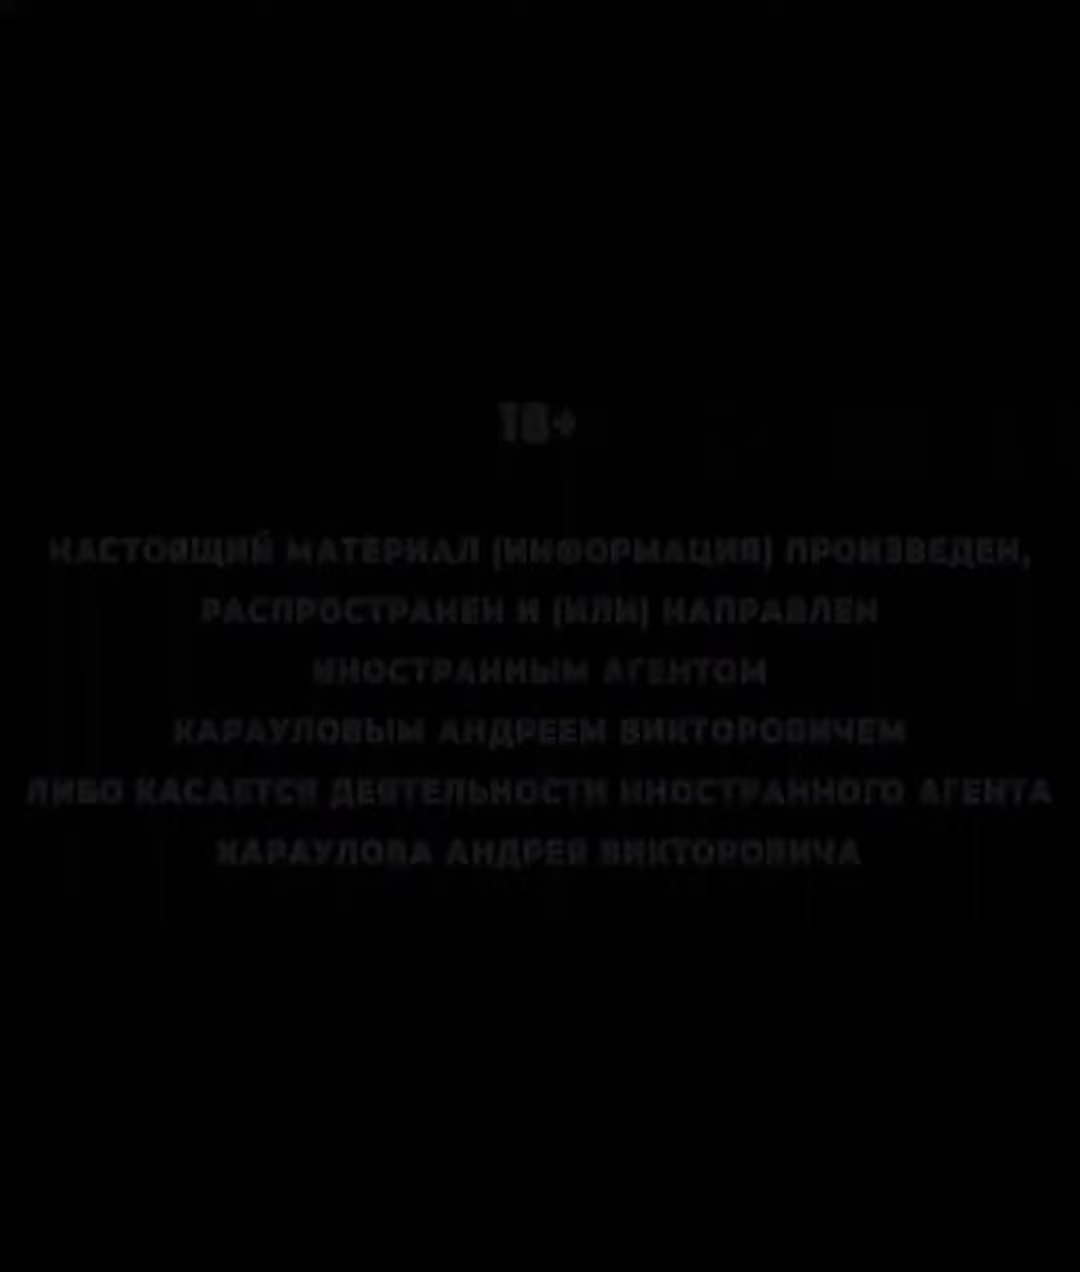 18+
НАСТОЯЩИЙ МАТЕРИАЛ (ИНФОРМАЦИЯ) ПРОИЗВЕДЕН,
РАСПРОСТРАНЕН И (ИЛИ) НАПРАВЛЕН
ИНОСТРАННЫМ АГЕНТОМ
КАРАУЛОВЫМ АНДРЕЕМ ВИКТОРОВИЧЕМ
ЛИБО КАСАЕТСЯ ДЕЯТЕЛЬНОСТИ ИНОСТРАННОГО АГЕНТА
КАРАУЛОВА АНДРЕЯ ВИКТОРОВИЧА